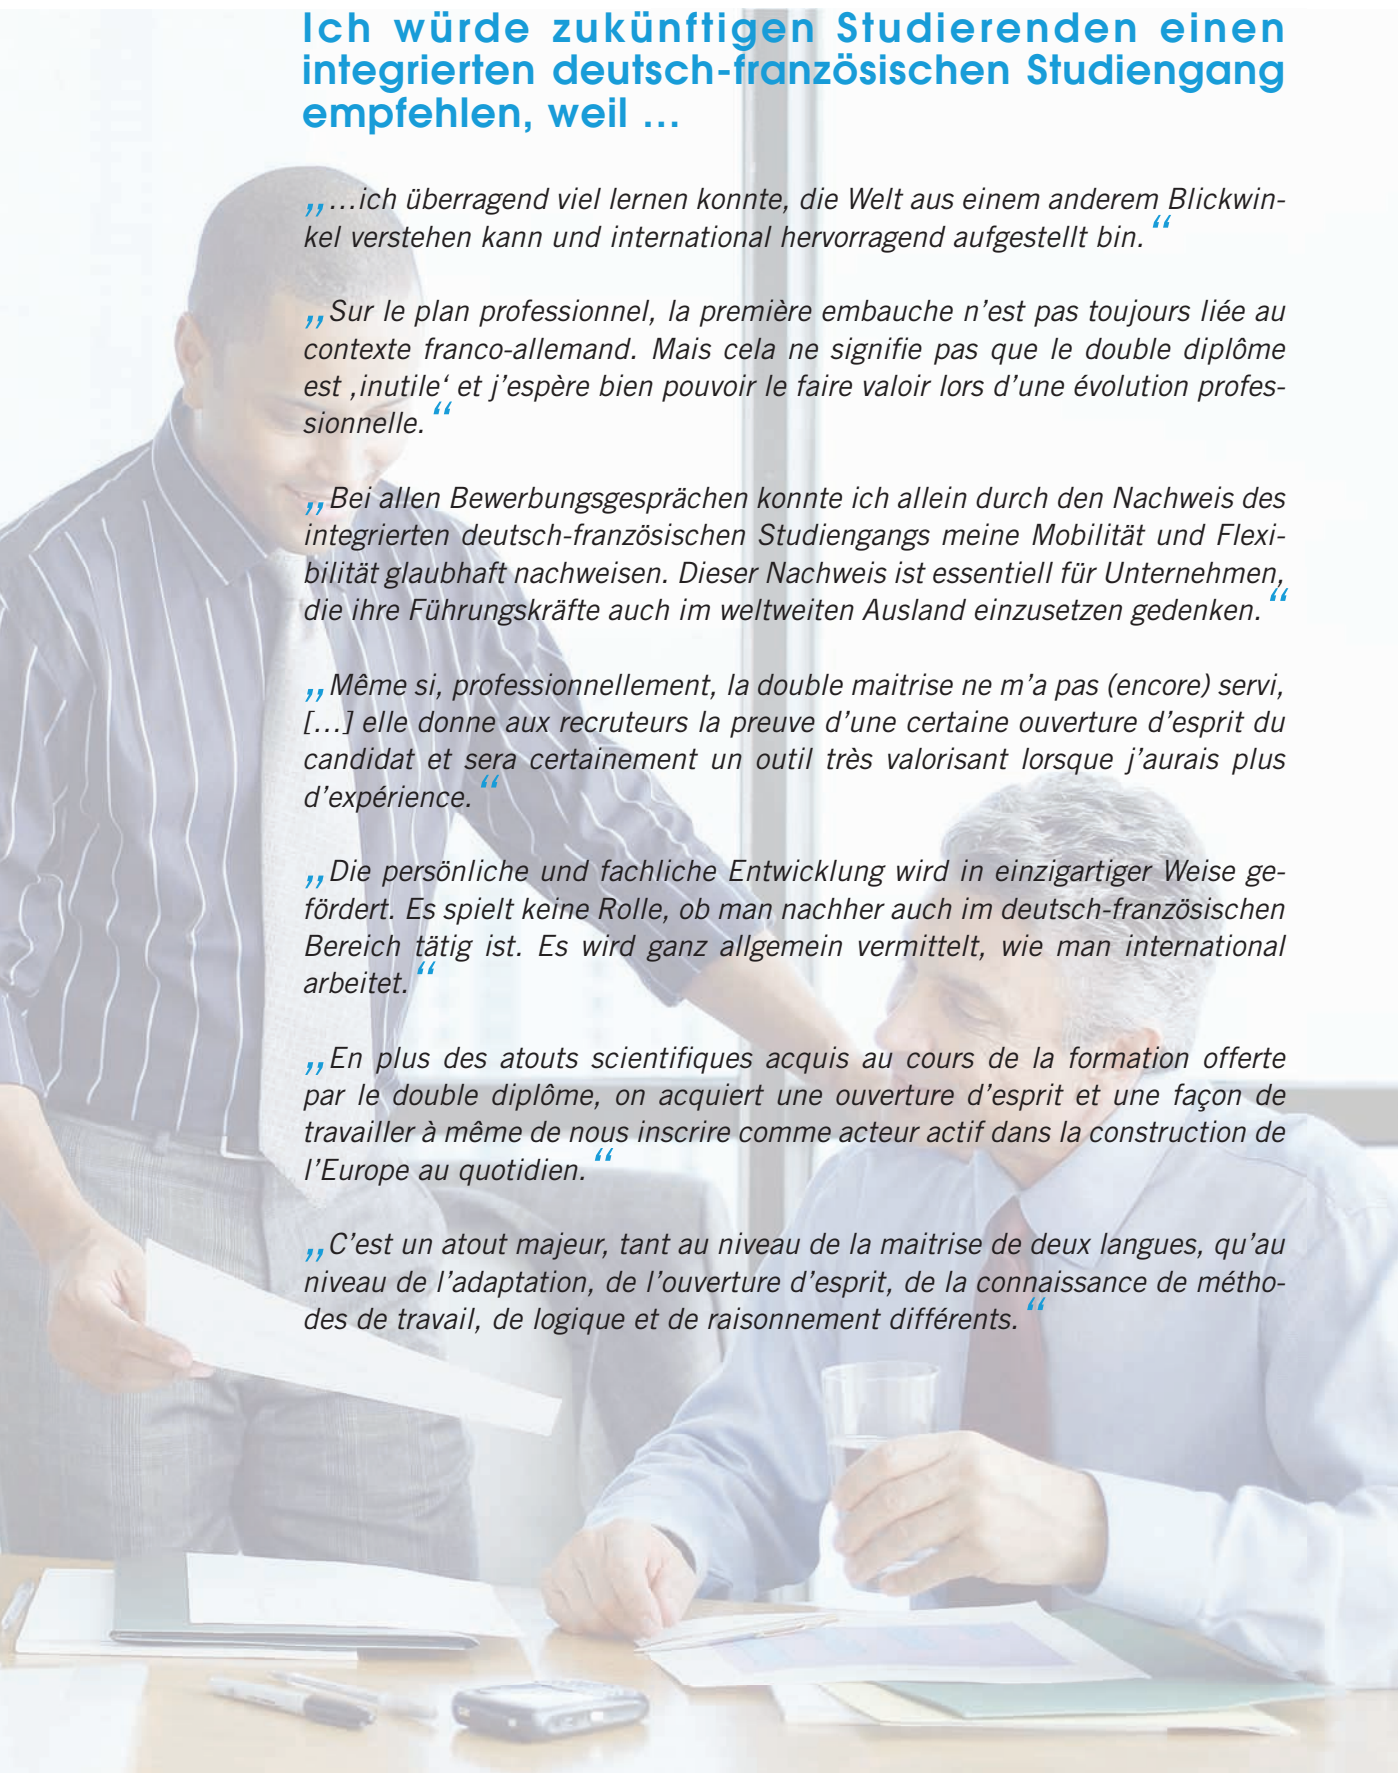 Ich würde zukünftigen Studierenden einen
integrierten deutsch-französischen Studiengang
empfehlen, weil ...
„...ich überragend viel lernen konnte, die Welt aus einem anderem Blickwin-
kel verstehen kann und international hervorragend aufgestellt bin.“
„Sur le plan professionnel, la première embauche n’est pas toujours liée au
contexte franco-allemand. Mais cela ne signifie pas que le double diplôme
est ‚inutile‘ et j’espère bien pouvoir le faire valoir lors d’une évolution profes-
sionnelle.“
„Bei allen Bewerbungsgesprächen konnte ich allein durch den Nachweis des
integrierten deutsch-französischen Studiengangs meine Mobilität und Flexi-
bilität glaubhaft nachweisen. Dieser Nachweis ist essentiell für Unternehmen,
die ihre Führungskräfte auch im weltweiten Ausland einzusetzen gedenken.“
„Même si, professionnellement, la double maitrise ne m’a pas (encore) servi,
[...] elle donne aux recruteurs la preuve d’une certaine ouverture d’esprit du
candidat et sera certainement un outil très valorisant lorsque j’aurais plus
d’expérience.“
„Die persönliche und fachliche Entwicklung wird in einzigartiger Weise ge-
fördert. Es spielt keine Rolle, ob man nachher auch im deutsch-französischen
Bereich tätig ist. Es wird ganz allgemein vermittelt, wie man international
arbeitet.“
„En plus des atouts scientifiques acquis au cours de la formation offerte
par le double diplôme, on acquiert une ouverture d’esprit et une façon de
travailler à même de nous inscrire comme acteur actif dans la construction de
l’Europe au quotidien.“
„C’est un atout majeur, tant au niveau de la maitrise de deux langues, qu’au
niveau de l’adaptation, de l’ouverture d’esprit, de la connaissance de métho-
des de travail, de logique et de raisonnement différents.“